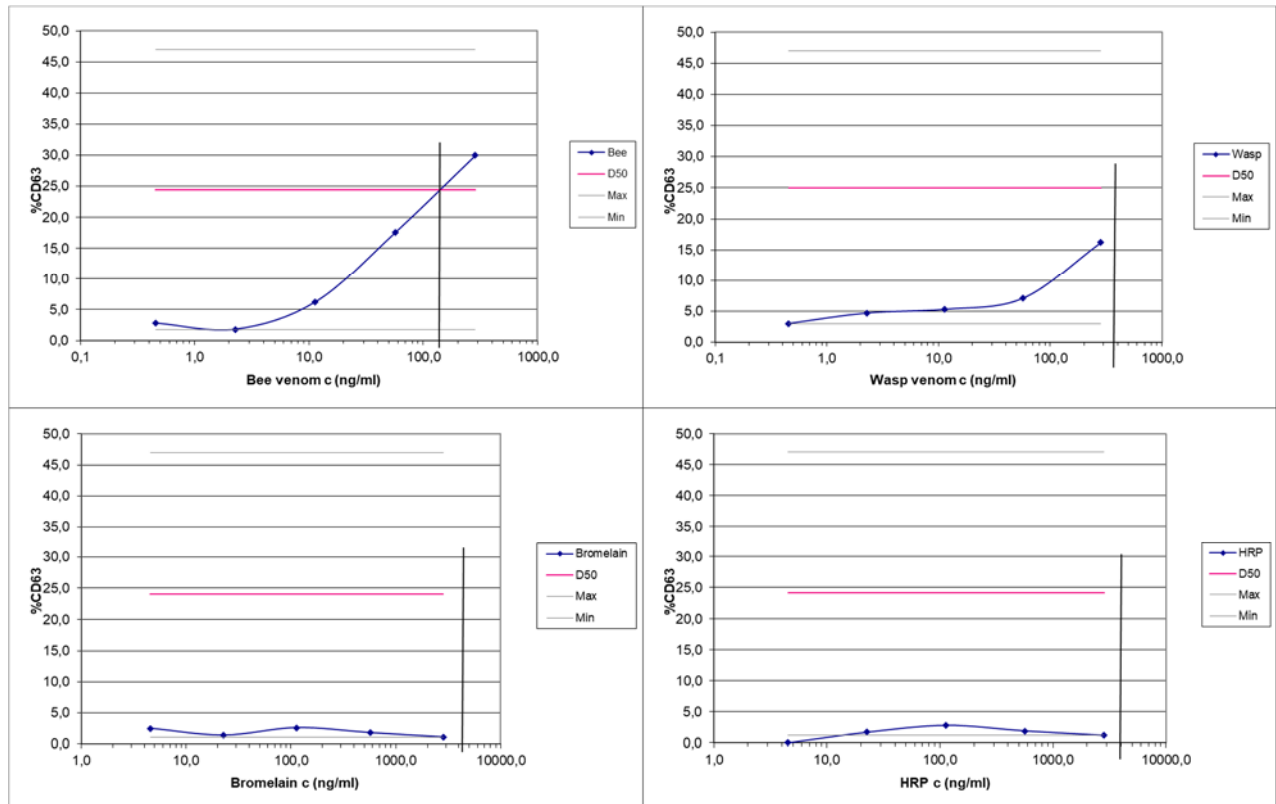 50,0
45,0
40,0
35,0
30,0
25,0
20,0
15,0
10,0
5,0
0,0
%CD63
0,1 1,0 10,0 100,0 1000,0
Bee venom c (ng/ml)
Bee
D50
Max
Min
50,0
45,0
40,0
35,0
30,0
25,0
20,0
15,0
10,0
5,0
0,0
%CD63
0,1 1,0 10,0 100,0 1000,0
Wasp venom c (ng/ml)
Wasp
D50
Max
Min
50,0
45,0
40,0
35,0
30,0
25,0
20,0
15,0
10,0
5,0
0,0
%CD63
1,0 10,0 100,0 1000,0 10000,0
Bromelain c (ng/ml)
Bromelain
D50
Max
Min
50,0
45,0
40,0
35,0
30,0
25,0
20,0
15,0
10,0
5,0
0,0
%CD63
1,0 10,0 100,0 1000,0 10000,0
HRP c (ng/ml)
HRP
D50
Max
Min